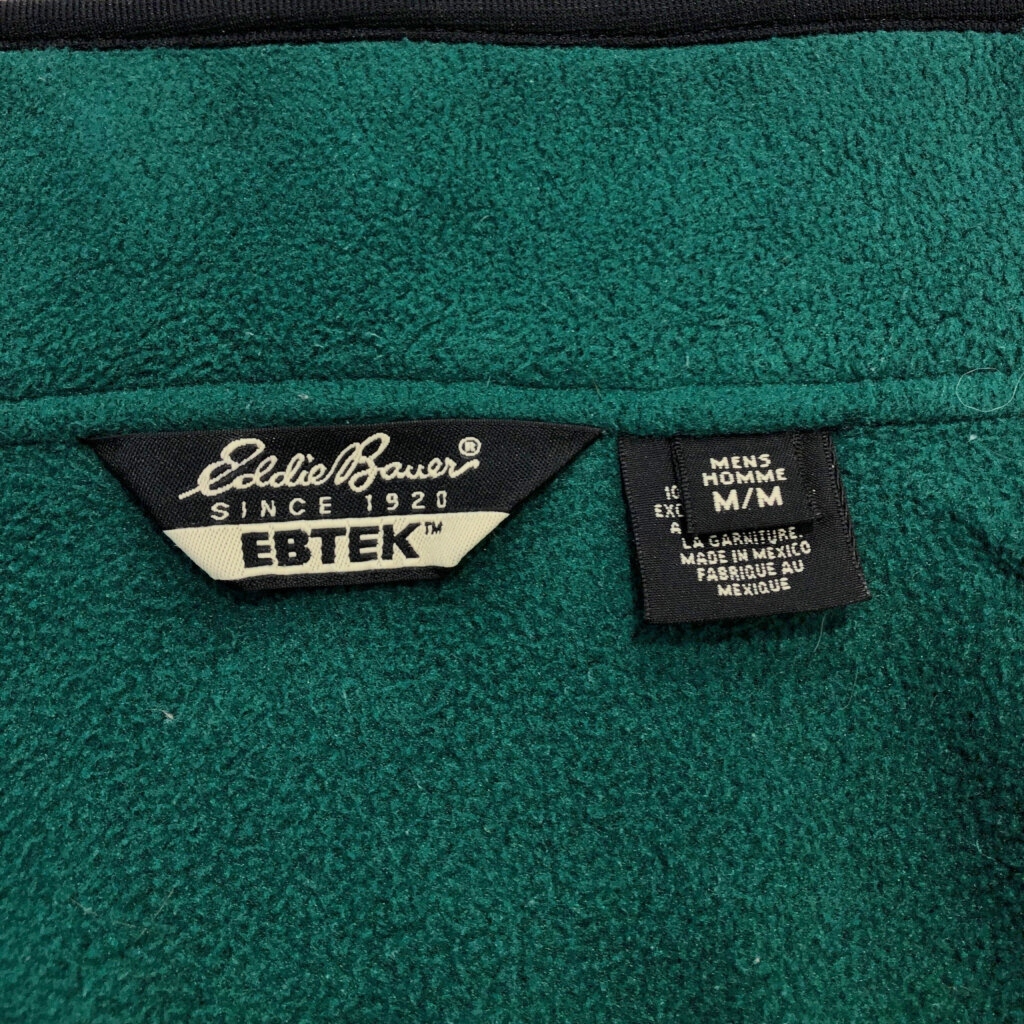 Eddie Bauer®
SINCE 1920
EBTEK™
MENS
HOMME
M/M
LA GARNITURE.
MADE IN MEXICO
FABRIQUE AU
MEXIQUE